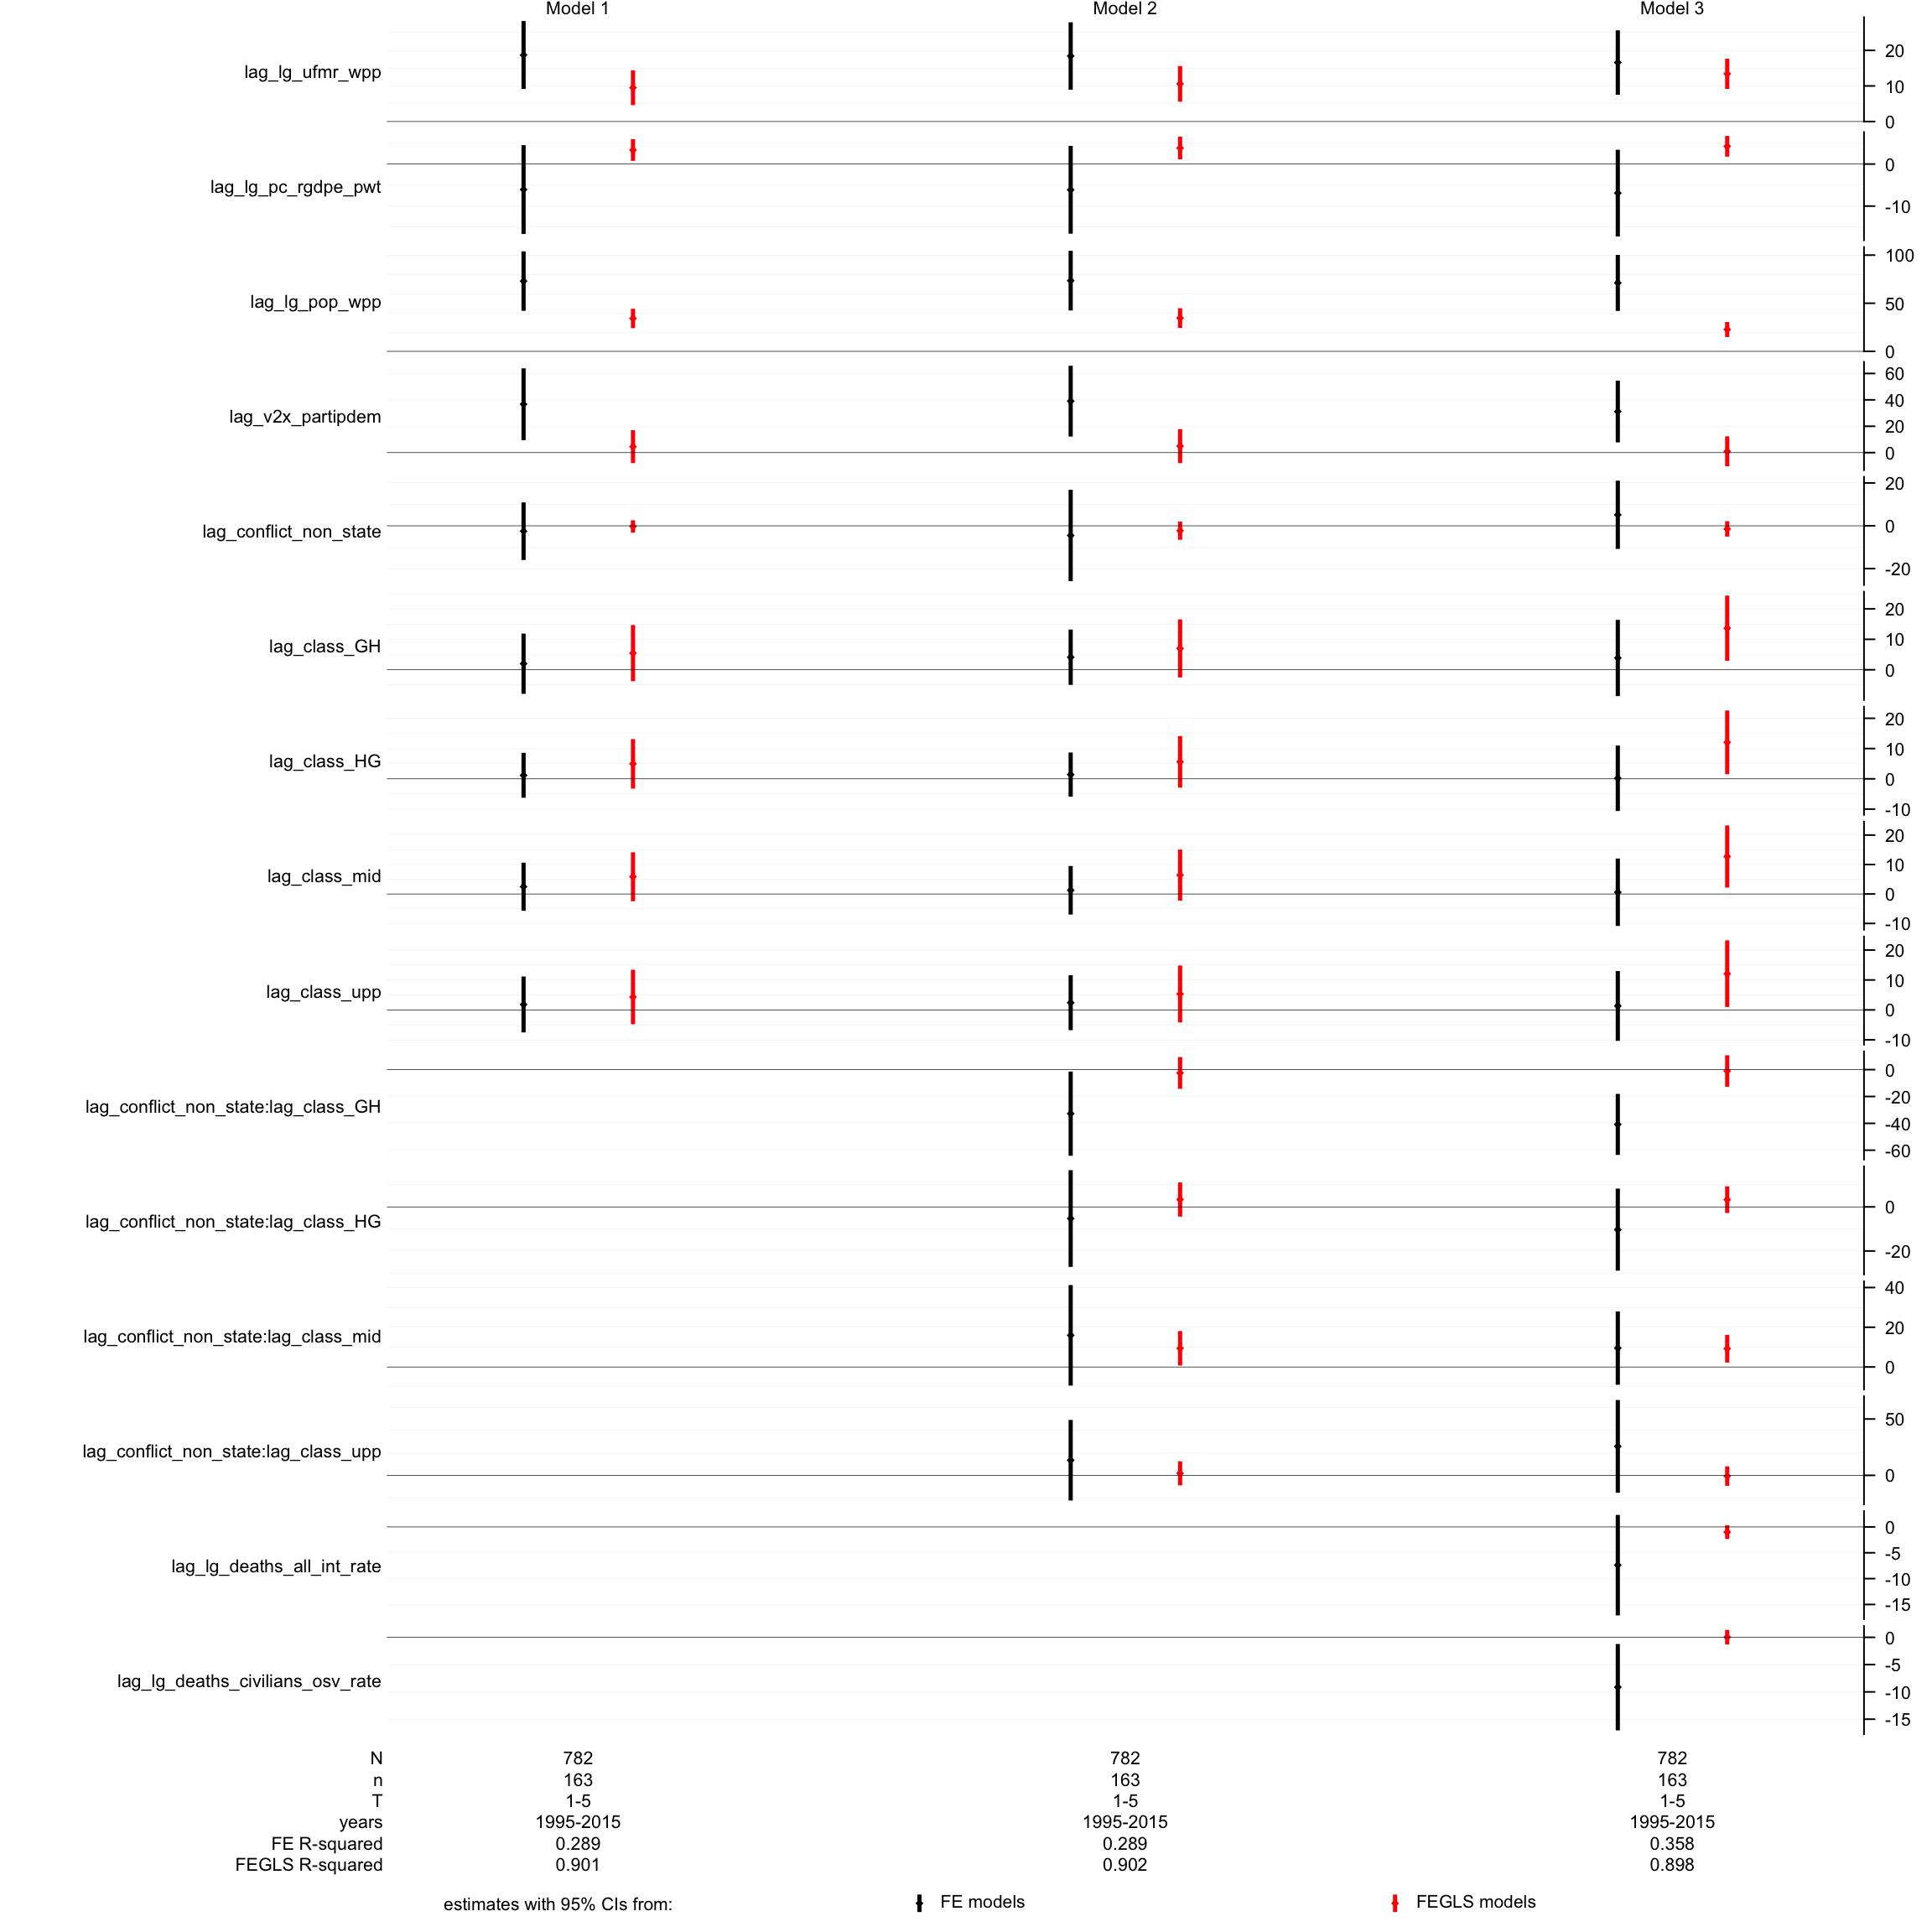 Model 1 Model 2 Model 3
lag_lg_ufmr_wpp
20
10
0
lag_lg_pc_rgdpe_pwt
0
-10
lag_lg_pop_wpp
100
50
0
lag_v2x_partipdem
60
40
20
0
lag_conflict_non_state
20
0
-20
lag_class_GH
20
10
0
lag_class_HG
20
10
0
-10
lag_class_mid
20
10
0
-10
lag_class_upp
20
10
0
-10
lag_conflict_non_state:lag_class_GH
0
-20
-40
-60
lag_conflict_non_state:lag_class_HG
0
-20
lag_conflict_non_state:lag_class_mid
40
20
0
lag_conflict_non_state:lag_class_upp
50
0
lag_lg_deaths_all_int_rate
0
-5
-10
-15
lag_lg_deaths_civilians_osv_rate
0
-5
-10
-15
N 782 782 782
n 163 163 163
T 1-5 1-5 1-5
years 1995-2015 1995-2015 1995-2015
FE R-squared 0.289 0.289 0.358
FEGLS R-squared 0.901 0.902 0.898
estimates with 95% CIs from: FE models FEGLS models